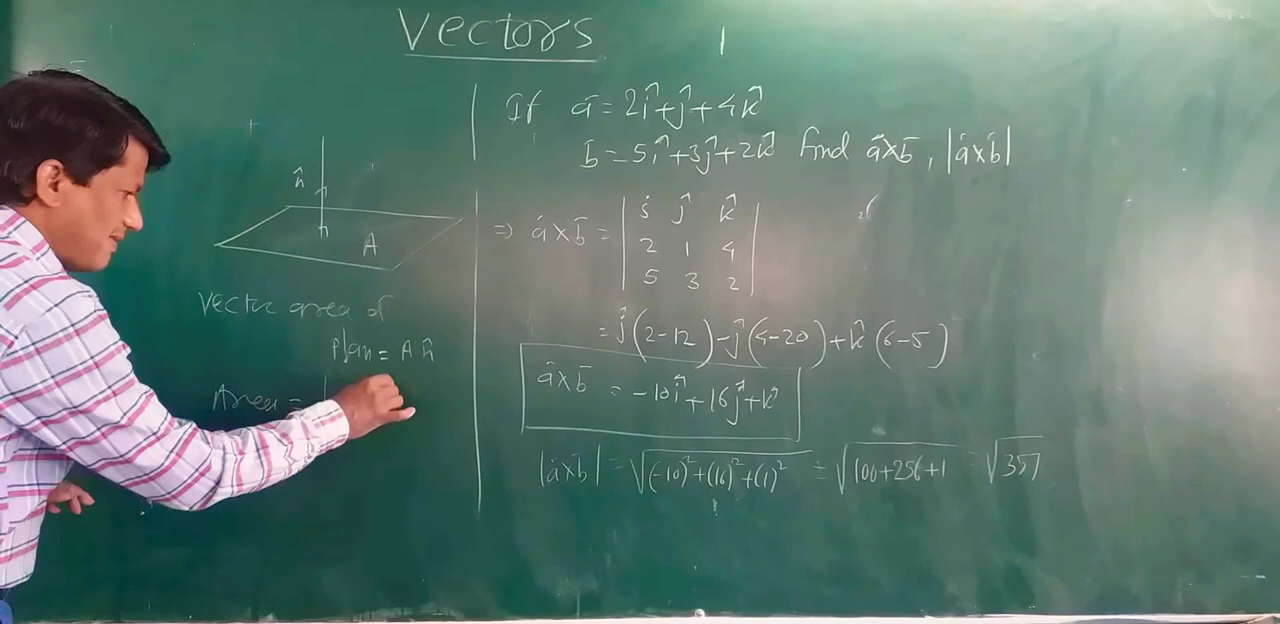 Vectors
n̂
A
Vector area of
Plan = A n̂
Area =
If ā = 2î+ĵ+4k̂
b̄ = 5î+3ĵ+2k̂ find ā×b̄, |ā×b̄|
⇒ ā×b̄ = | î ĵ k̂ |
| 2 1 4 |
| 5 3 2 |
= î(2-12)-ĵ(4-20)+k̂(6-5)
ā×b̄ = -10î+16ĵ+k̂
|ā×b̄| = √((-10)²+(16)²+(1)²) = √(100+256+1) = √357